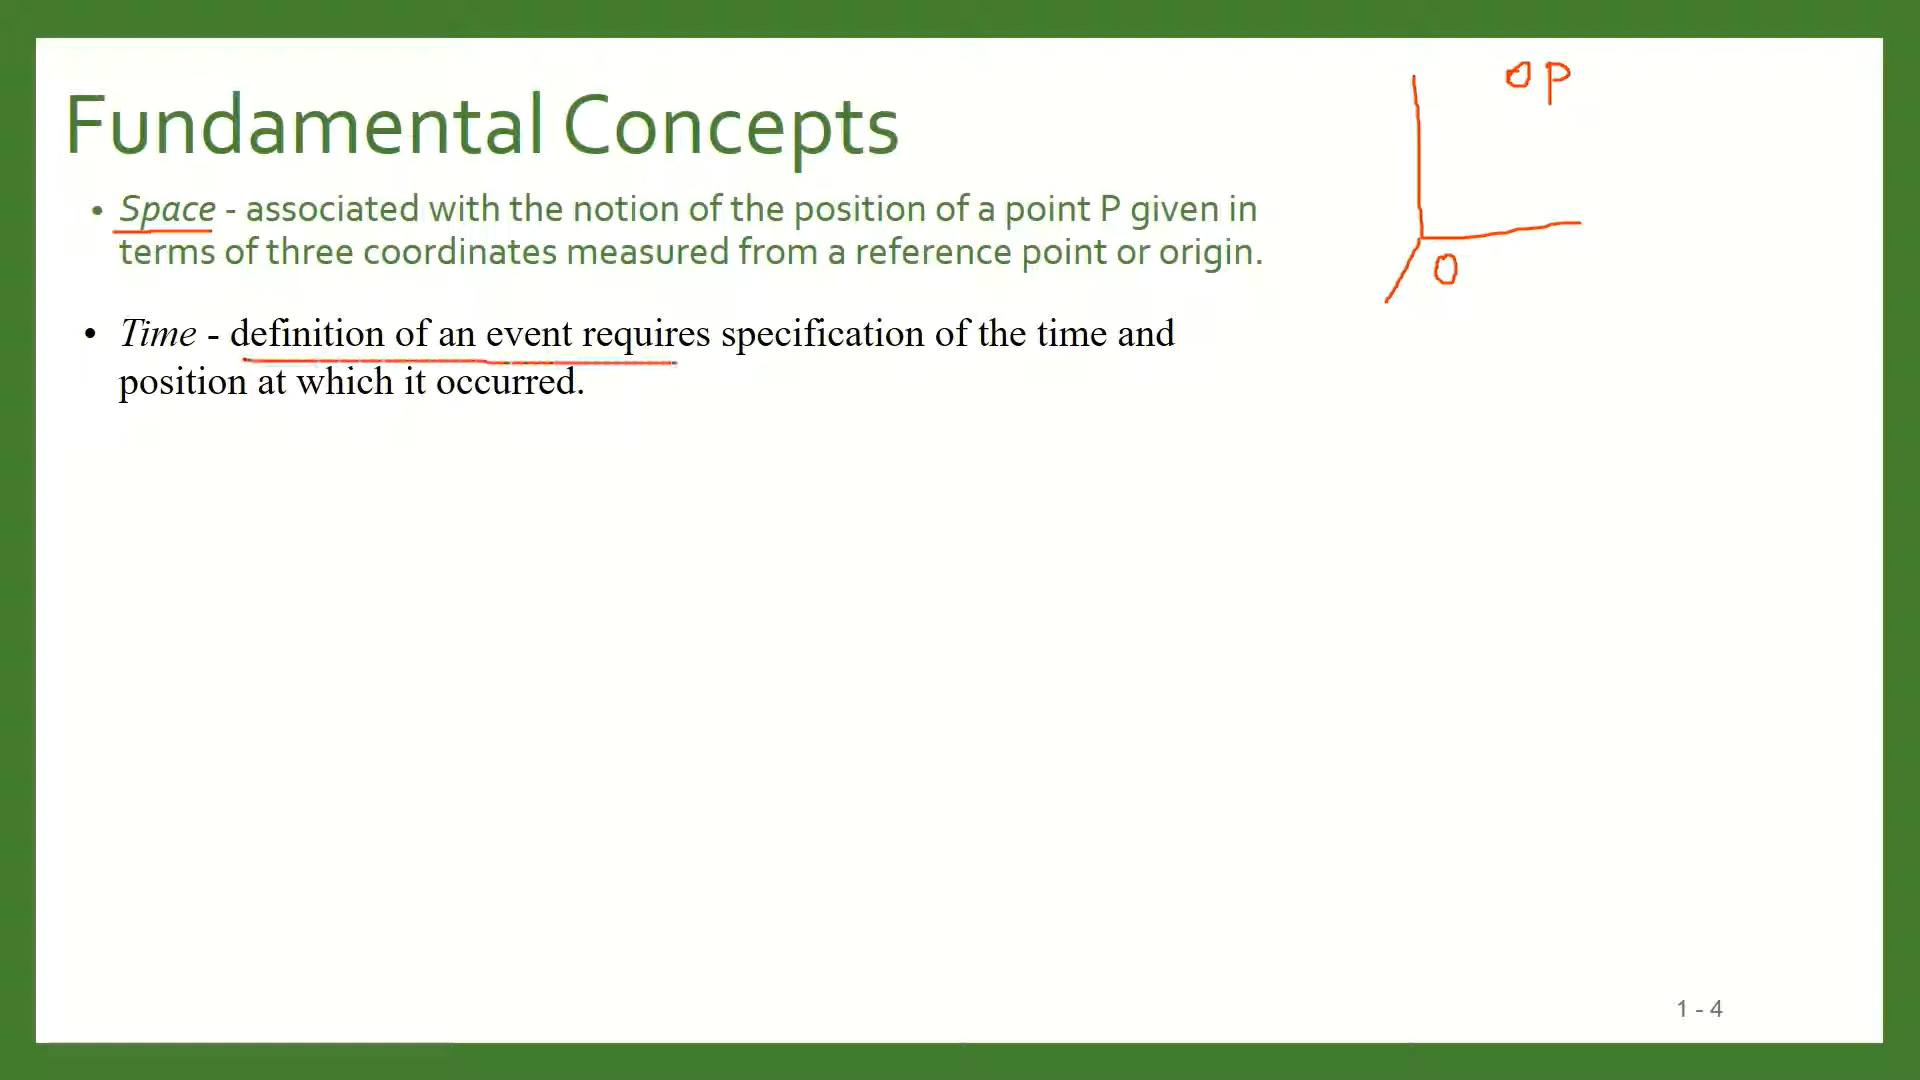 Fundamental Concepts
• Space - associated with the notion of the position of a point P given in
terms of three coordinates measured from a reference point or origin.
• Time - definition of an event requires specification of the time and
position at which it occurred.
P
O
1 - 4